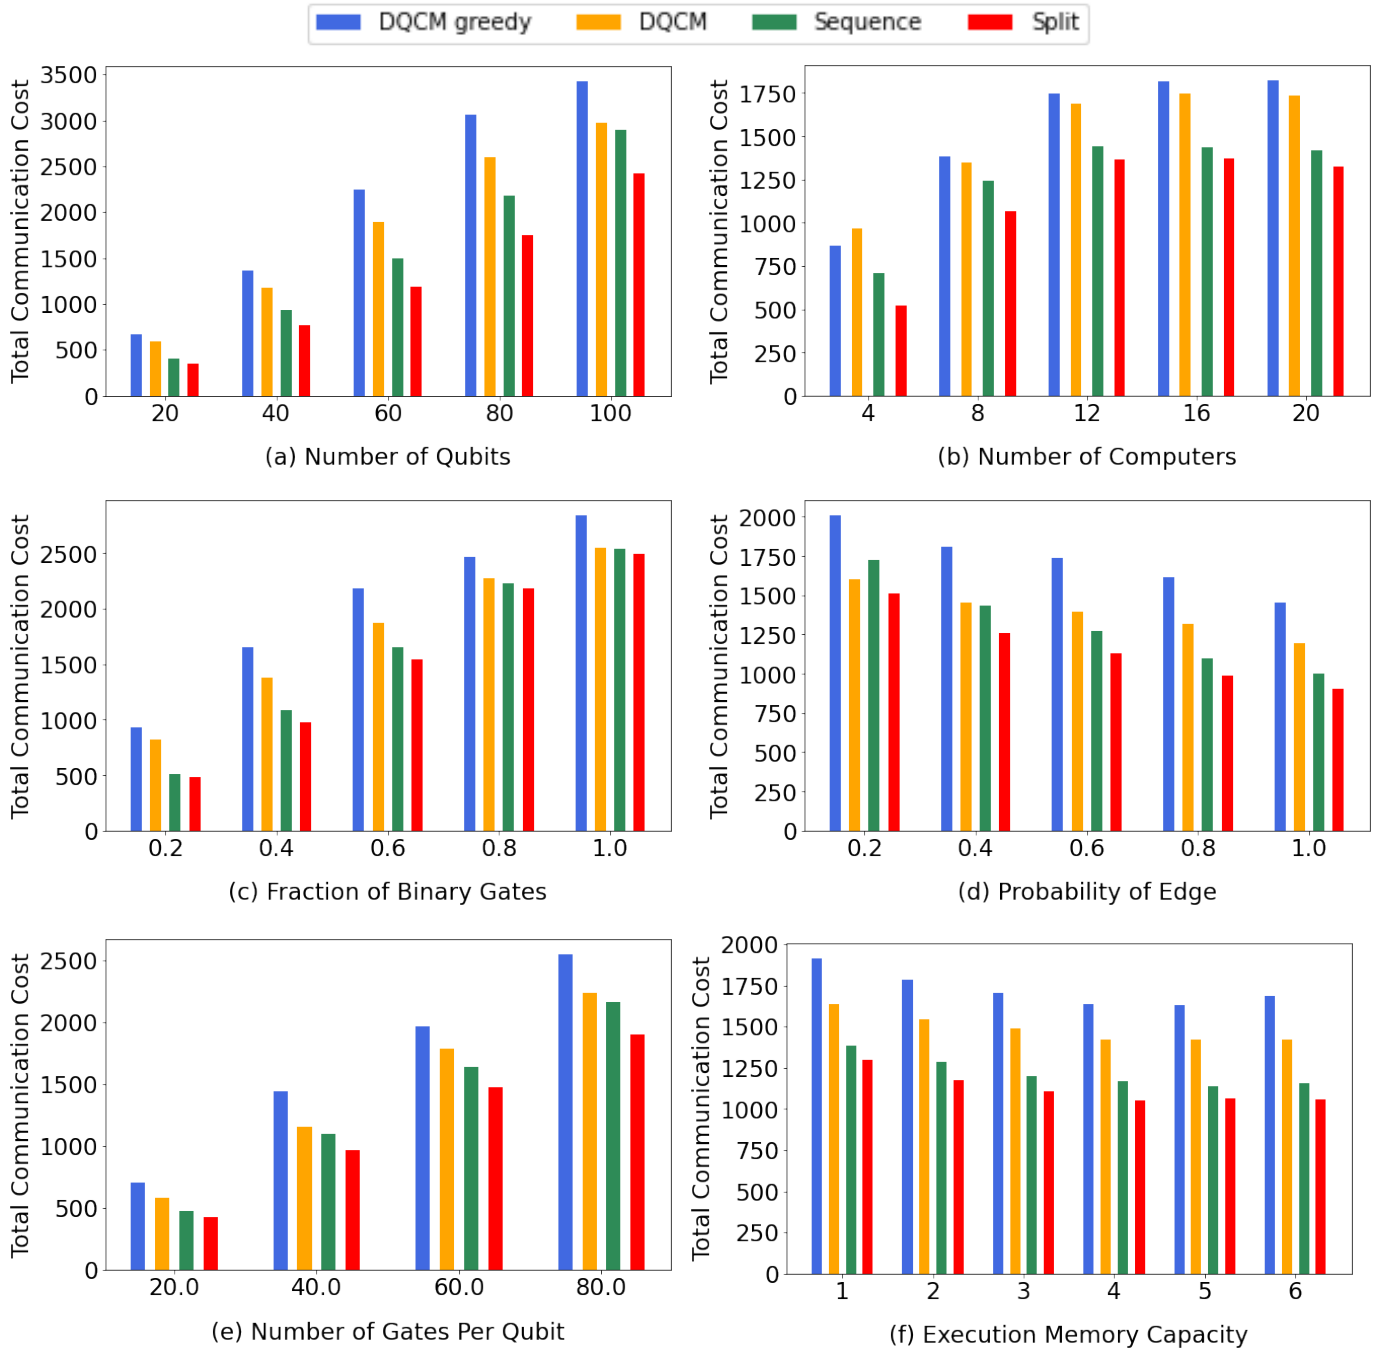 DQCM greedy DQCM Sequence Split
Total Communication Cost
3500
3000
2500
2000
1500
1000
500
0
20 40 60 80 100
(a) Number of Qubits
Total Communication Cost
1750
1500
1250
1000
750
500
250
0
4 8 12 16 20
(b) Number of Computers
Total Communication Cost
2500
2000
1500
1000
500
0
0.2 0.4 0.6 0.8 1.0
(c) Fraction of Binary Gates
Total Communication Cost
2000
1750
1500
1250
1000
750
500
250
0
0.2 0.4 0.6 0.8 1.0
(d) Probability of Edge
Total Communication Cost
2500
2000
1500
1000
500
0
20.0 40.0 60.0 80.0
(e) Number of Gates Per Qubit
Total Communication Cost
2000
1750
1500
1250
1000
750
500
250
0
1 2 3 4 5 6
(f) Execution Memory Capacity